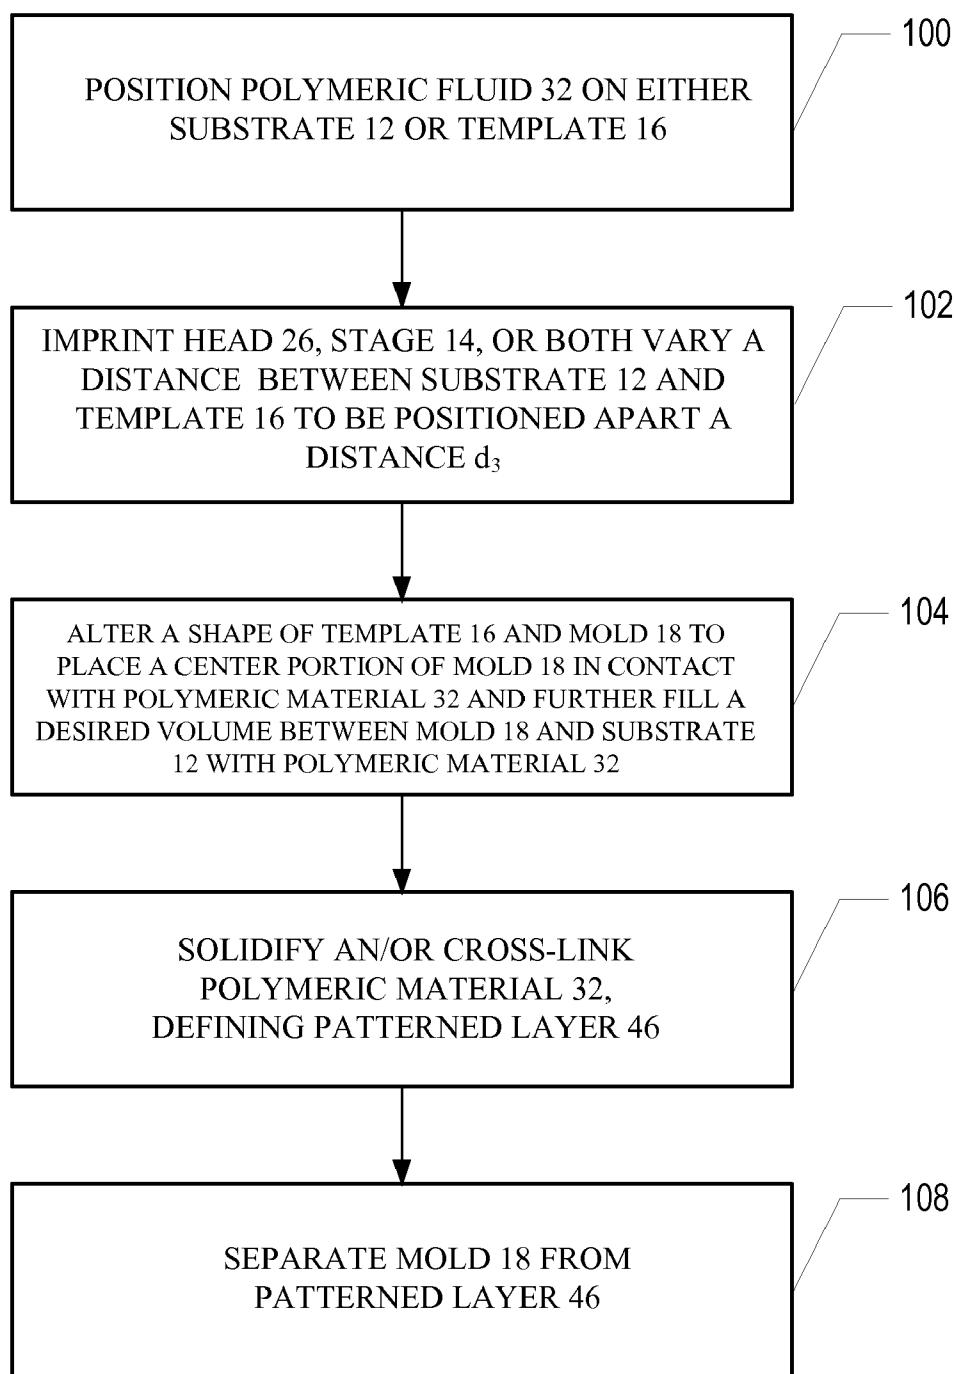 100
POSITION POLYMERIC FLUID 32 ON EITHER
SUBSTRATE 12 OR TEMPLATE 16
102
IMPRINT HEAD 26, STAGE 14, OR BOTH VARY A
DISTANCE BETWEEN SUBSTRATE 12 AND
TEMPLATE 16 TO BE POSITIONED APART A
DISTANCE d₃
104
ALTER A SHAPE OF TEMPLATE 16 AND MOLD 18 TO
PLACE A CENTER PORTION OF MOLD 18 IN CONTACT
WITH POLYMERIC MATERIAL 32 AND FURTHER FILL A
DESIRED VOLUME BETWEEN MOLD 18 AND SUBSTRATE
12 WITH POLYMERIC MATERIAL 32
106
SOLIDIFY AN/OR CROSS-LINK
POLYMERIC MATERIAL 32,
DEFINING PATTERNED LAYER 46
108
SEPARATE MOLD 18 FROM
PATTERNED LAYER 46